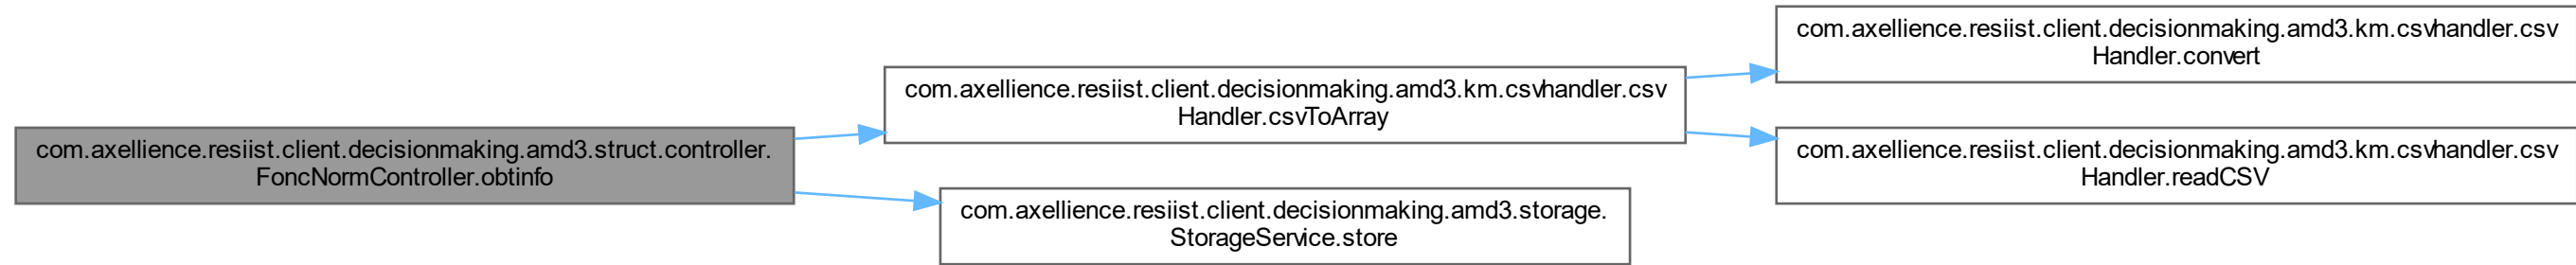 com.axellience.resiist.client.decisionmaking.amd3.struct.controller.
FoncNormController.obtinfo
com.axellience.resiist.client.decisionmaking.amd3.km.csvhandler.csv
Handler.csvToArray
com.axellience.resiist.client.decisionmaking.amd3.storage.
StorageService.store
com.axellience.resiist.client.decisionmaking.amd3.km.csvhandler.csv
Handler.convert
com.axellience.resiist.client.decisionmaking.amd3.km.csvhandler.csv
Handler.readCSV